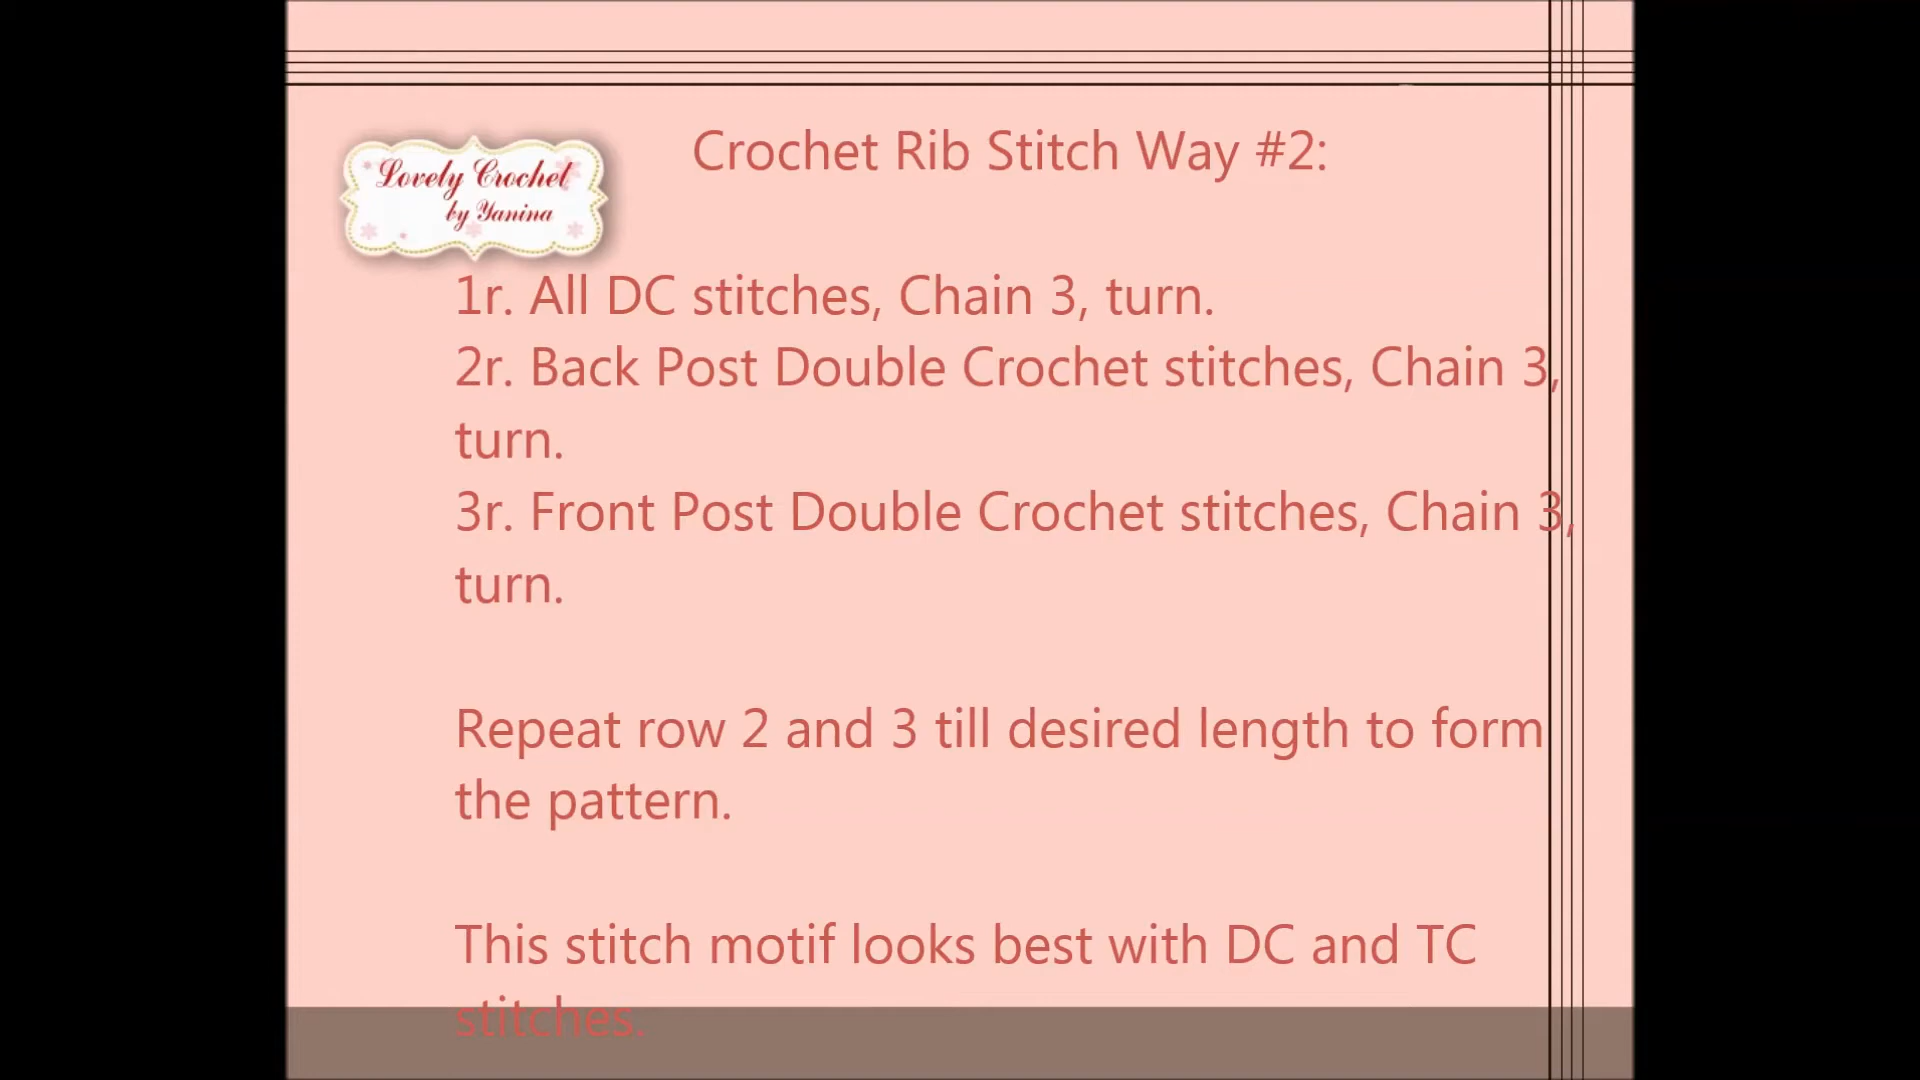 Crochet Rib Stitch Way #2:
Lovely Crochet
by Yanina
1r. All DC stitches, Chain 3, turn.
2r. Back Post Double Crochet stitches, Chain 3,
turn.
3r. Front Post Double Crochet stitches, Chain 3,
turn.
Repeat row 2 and 3 till desired length to form
the pattern.
This stitch motif looks best with DC and TC
stitches.